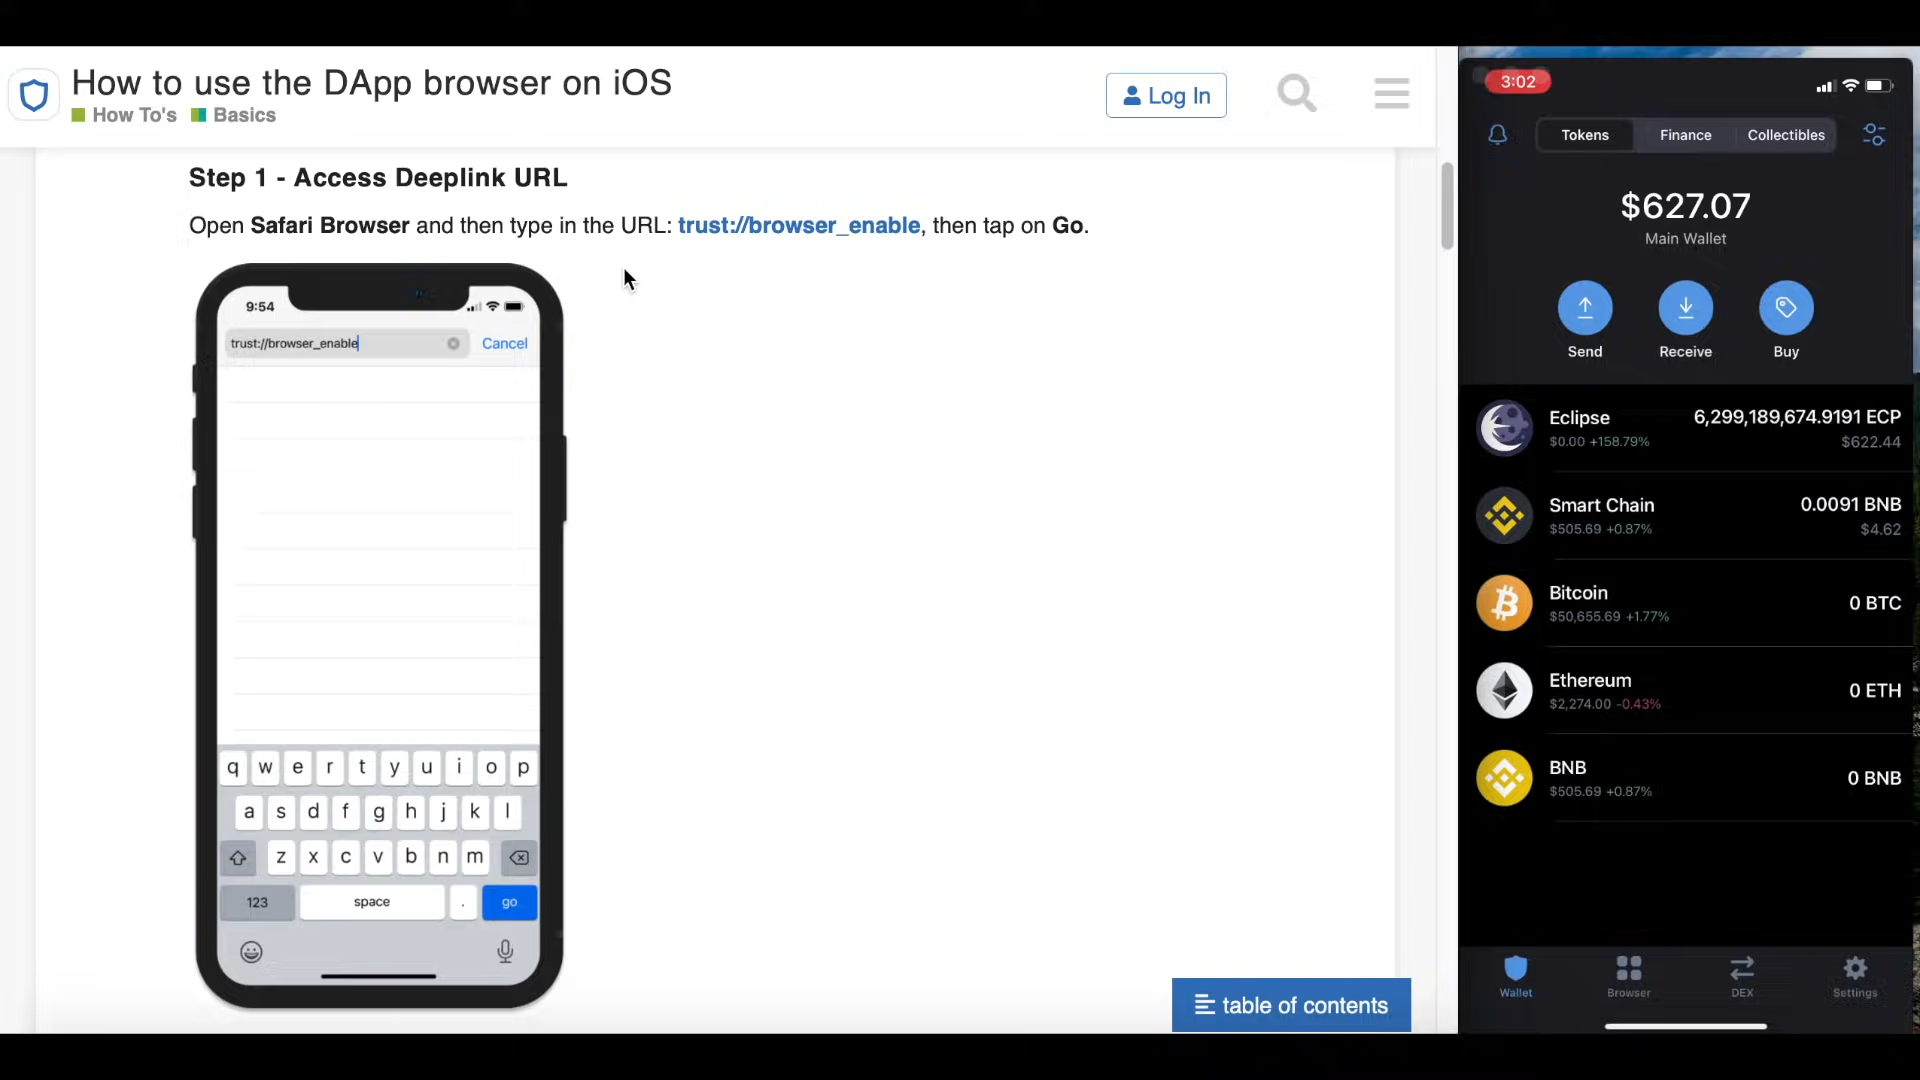 How to use the DApp browser on iOS
How To's Basics
Log In
Step 1 - Access Deeplink URL
Open Safari Browser and then type in the URL: trust://browser_enable, then tap on Go.
9:54
trust://browser_enable
Cancel
q w e r t y u i o p
a s d f g h j k l
z x c v b n m
123 space . go
table of contents
3:02
Tokens Finance Collectibles
$627.07
Main Wallet
Send Receive Buy
Eclipse 6,299,189,674.9191 ECP
$0.00 +158.79% $622.44
Smart Chain 0.0091 BNB
$505.69 +0.87% $4.62
Bitcoin 0 BTC
$50,655.69 +1.77%
Ethereum 0 ETH
$2,274.00 -0.43%
BNB 0 BNB
$505.69 +0.87%
Wallet Browser DEX Settings